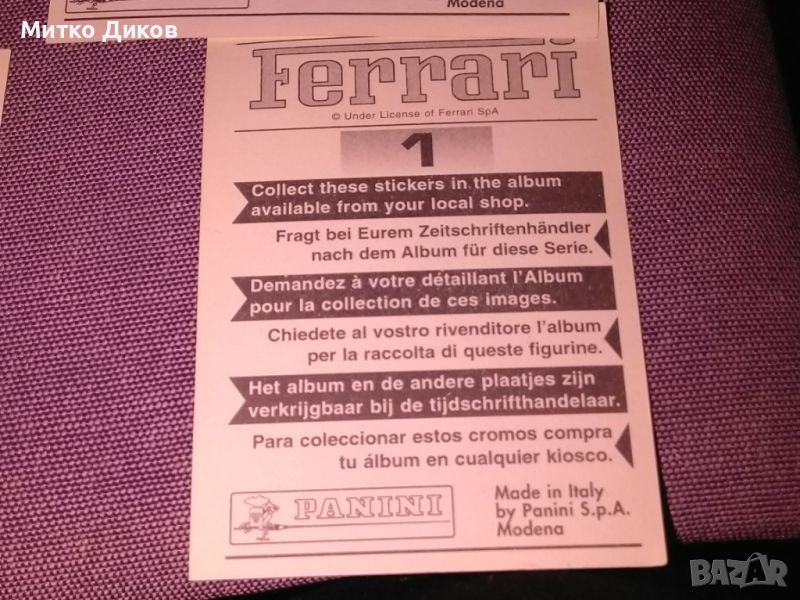 Modena
Митко Диков
Ferrari
© Under License of Ferrari SpA
1
Collect these stickers in the album
available from your local shop.
Fragt bei Eurem Zeitschriftenhändler
nach dem Album für diese Serie.
Demandez à votre détaillant l'Album
pour la collection de ces images.
Chiedete al vostro rivenditore l'album
per la raccolta di queste figurine.
Het album en de andere plaatjes zijn
verkrijgbaar bij de tijdschrifthandelaar.
Para coleccionar estos cromos compra
tu álbum en cualquier kiosco.
PANINI
Made in Italy
by Panini S.p.A.
Modena
BAZAR